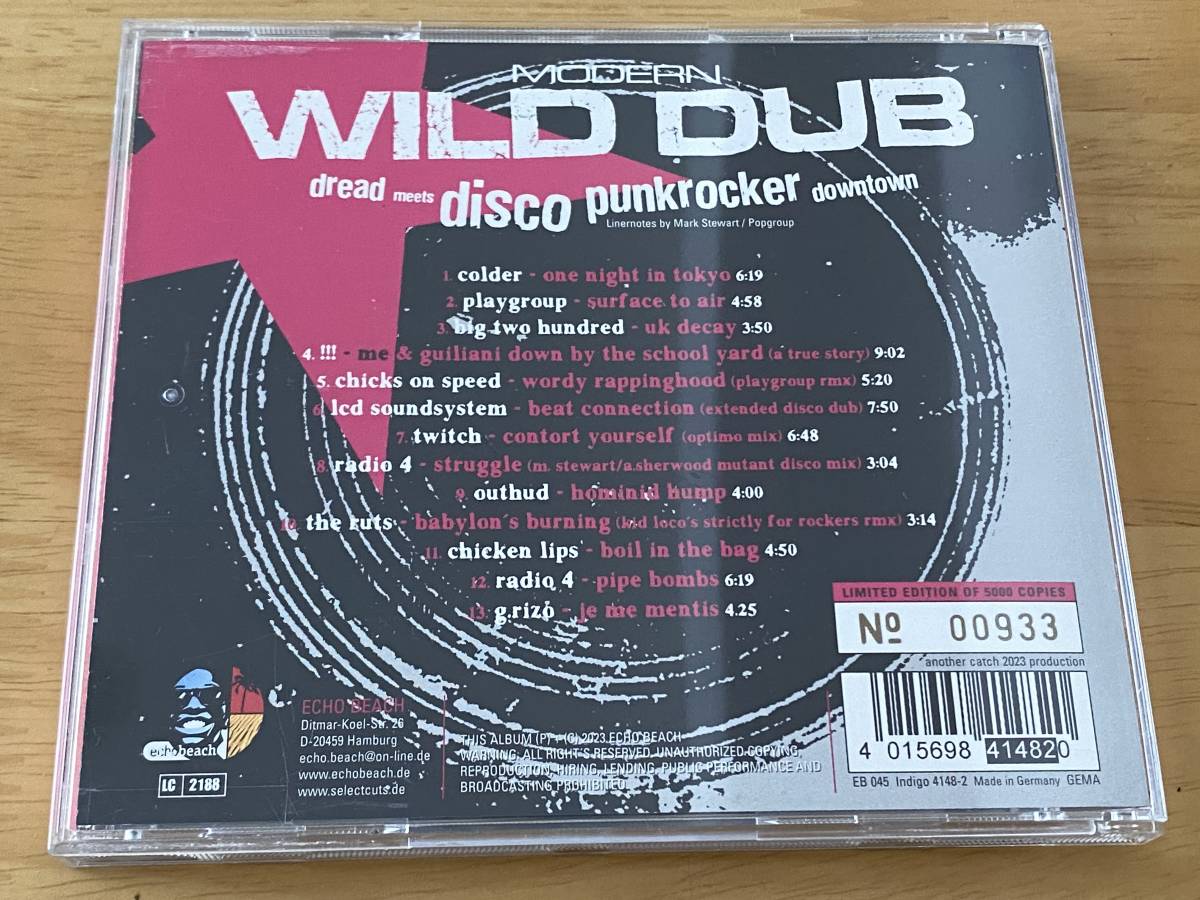 MODERN
WILD DUB
dread meets disco punkrocker downtown
Linernotes by Mark Stewart / Popgroup
1. colder - one night in tokyo 6:19
2. playgroup - surface to air 4:58
3. big two hundred - uk decay 3:50
4. !!! - me & guiliani down by the school yard (a true story) 9:02
5. chicks on speed - wordy rappinghood (playgroup rmx) 5:20
6. lcd soundsystem - beat connection (extended disco dub) 7:50
7. twitch - contort yourself (optimo mix) 6:48
8. radio 4 - struggle (m. stewart/a.sherwood mutant disco mix) 3:04
9. outhud - hominid hump 4:00
10. the ruts - babylon´s burning (kid loco's strictly for rockers rmx) 3:14
11. chicken lips - boil in the bag 4:50
12. radio 4 - pipe bombs 6:19
13. g.rizo - je me mentis 4.25
LIMITED EDITION OF 5000 COPIES
Nº 00933
another catch 2023 production
echo beach
LC 2188
ECHO BEACH
Ditmar-Koel-Str. 26
D-20459 Hamburg
echo.beach@on-line.de
www.echobeach.de
www.selectcuts.de
THIS ALBUM (P) + (C) 2023 ECHO BEACH
WARNING: ALL RIGHTS RESERVED. UNAUTHORIZED COPYING,
REPRODUCTION, HIRING, LENDING, PUBLIC PERFORMANCE AND
BROADCASTING PROHIBITED.
4 015698 414820
EB 045 Indigo 4148-2 Made in Germany GEMA